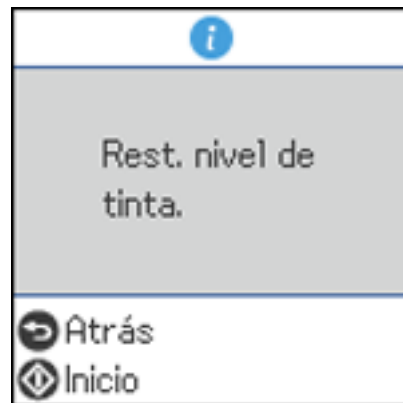 Rest. nivel de
tinta.
Atrás
Inicio